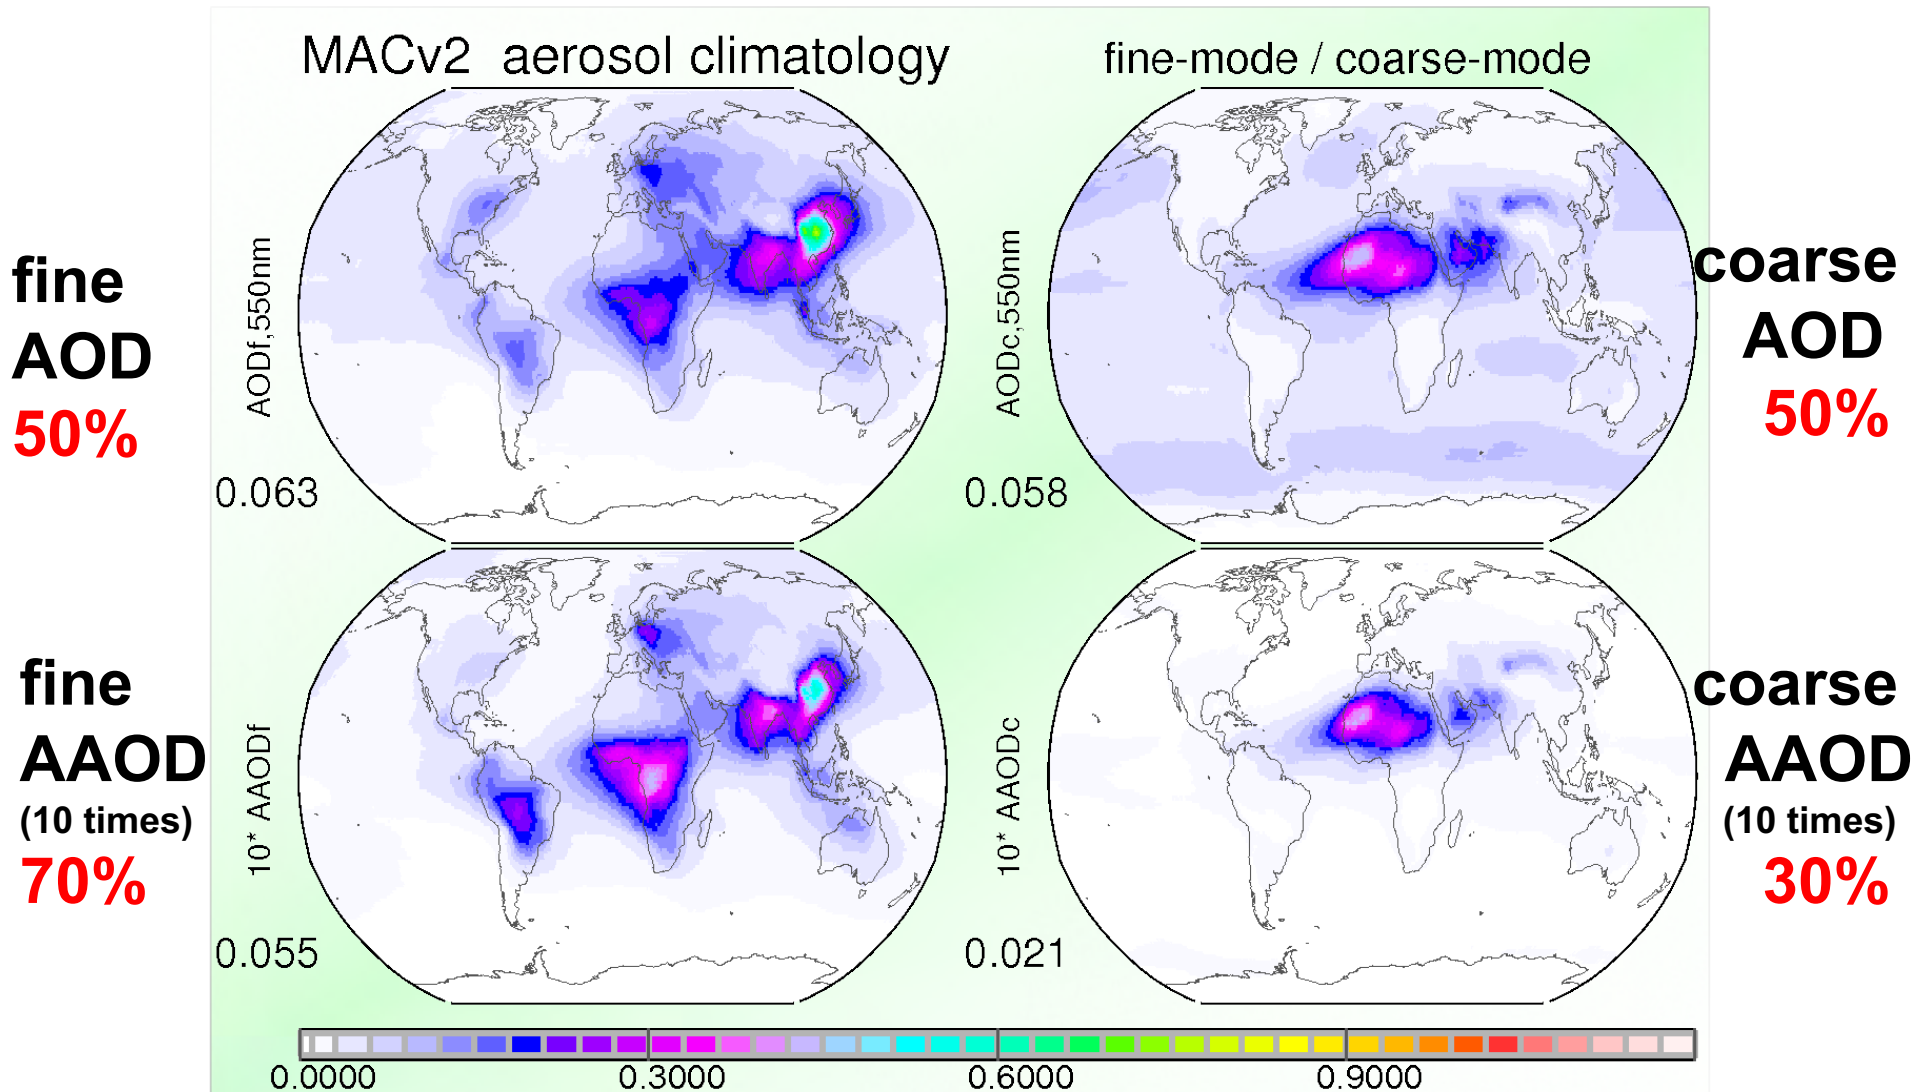 MACv2 aerosol climatology
fine-mode / coarse-mode
fine
AOD
50%
AODf,550nm
0.063
AODc,550nm
0.058
coarse
AOD
50%
fine
AAOD
(10 times)
70%
10* AAODf
0.055
10* AAODc
0.021
coarse
AAOD
(10 times)
30%
0.0000 0.3000 0.6000 0.9000